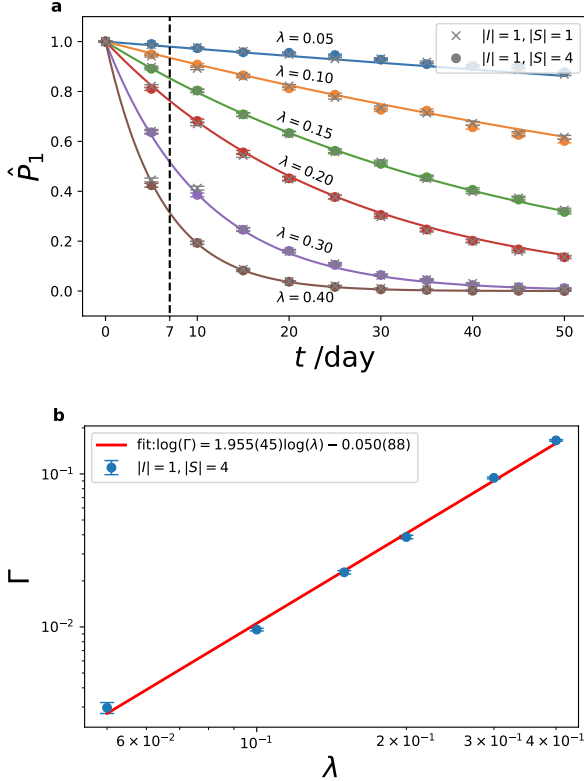 a
1.0
0.8
0.6
0.4
0.2
0.0
P̂₁
λ = 0.05
λ = 0.10
λ = 0.15
λ = 0.20
λ = 0.30
λ = 0.40
|I| = 1, |S| = 1
|I| = 1, |S| = 4
0 7 10 20 30 40 50
t /day
b
fit:log(Γ) = 1.955(45)log(λ) − 0.050(88)
|I| = 1, |S| = 4
10⁻¹
10⁻²
Γ
6 × 10⁻² 10⁻¹ 2 × 10⁻¹ 3 × 10⁻¹ 4 × 10⁻¹
λ